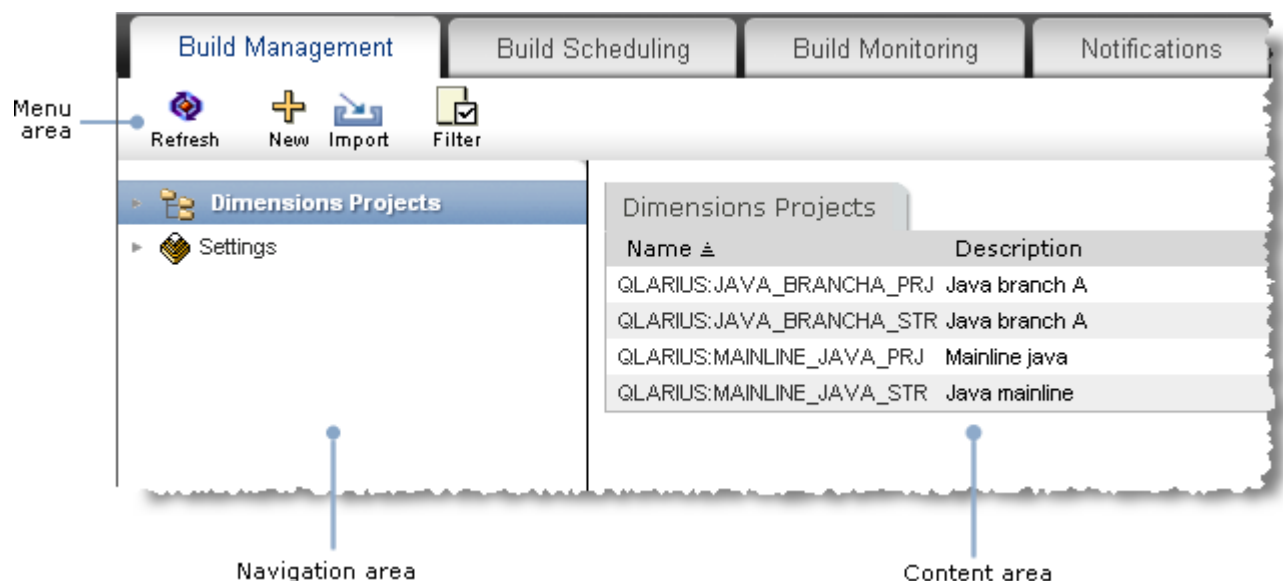 Build Management Build Scheduling Build Monitoring Notifications
Menu area
Refresh New Import Filter
Dimensions Projects
Settings
Dimensions Projects
Name Description
QLARIUS:JAVA_BRANCHA_PRJ Java branch A
QLARIUS:JAVA_BRANCHA_STR Java branch A
QLARIUS:MAINLINE_JAVA_PRJ Mainline java
QLARIUS:MAINLINE_JAVA_STR Java mainline
Navigation area Content area